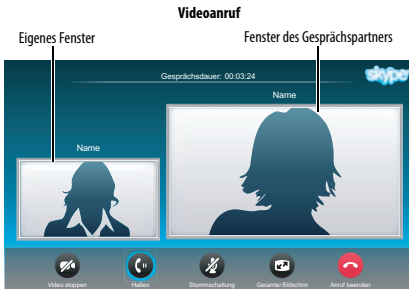 Videoanruf
Eigenes Fenster
Fenster des Gesprächspartners
Gesprächsdauer: 00:03:24
skype
Name
Name
Video stoppen
Halten
Stummschaltung
Gesamter Bildschirm
Anruf beenden